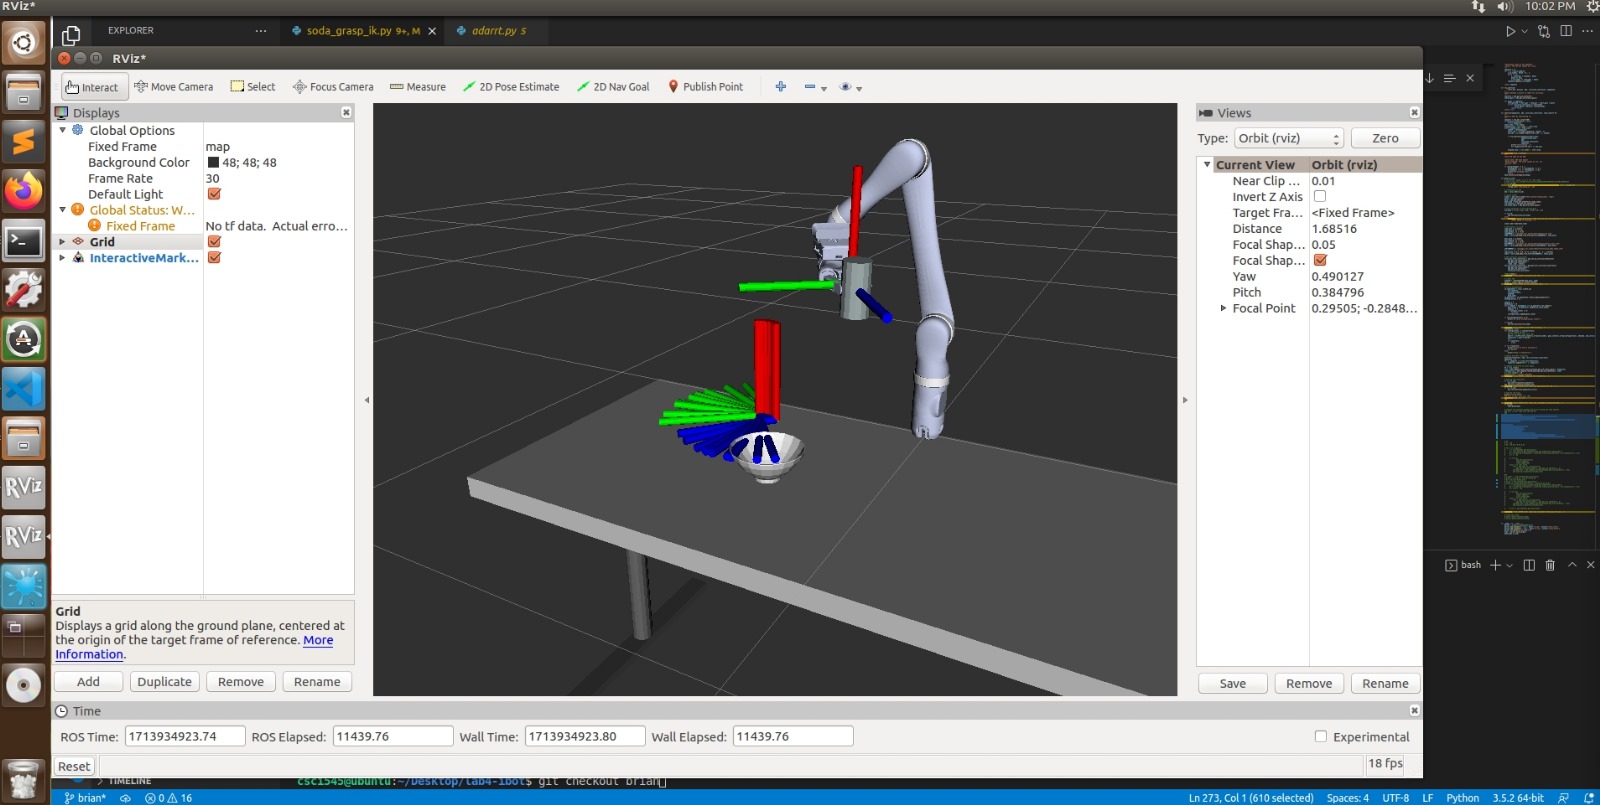 RViz*
10:02 PM
EXPLORER
soda_grasp_ik.py 9+, M
adarrt.py 5
RViz*
Interact
Move Camera
Select
Focus Camera
Measure
2D Pose Estimate
2D Nav Goal
Publish Point
Displays
Global Options
Fixed Frame map
Background Color 48; 48; 48
Frame Rate 30
Default Light
Global Status: W...
Fixed Frame No tf data. Actual erro...
Grid
InteractiveMark...
Grid
Displays a grid along the ground plane, centered at
the origin of the target frame of reference. More
Information.
Add Duplicate Remove Rename
Views
Type: Orbit (rviz) Zero
Current View Orbit (rviz)
Near Clip ... 0.01
Invert Z Axis
Target Fra... <Fixed Frame>
Distance 1.68516
Focal Shap... 0.05
Focal Shap...
Yaw 0.490127
Pitch 0.384796
Focal Point 0.29505; -0.2848...
Save Remove Rename
bash
RViz
RViz
Time
ROS Time: 1713934923.74 ROS Elapsed: 11439.76 Wall Time: 1713934923.80 Wall Elapsed: 11439.76 Experimental
Reset 18 fps
TIMELINE
csci545@ubuntu:~/Desktop/lab4-ibot$ git checkout brian
brian* 0 16 Ln 273, Col 1 (610 selected) Spaces: 4 UTF-8 LF Python 3.5.2 64-bit